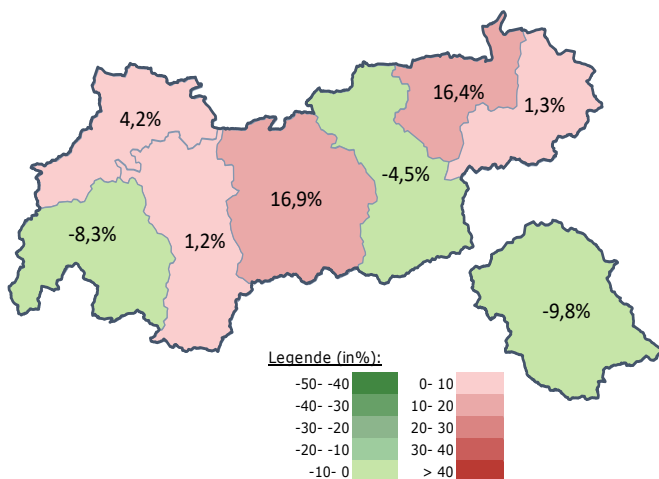 16,4%
1,3%
4,2%
-4,5%
16,9%
-8,3%
1,2%
-9,8%
Legende (in%):
-50- -40 0- 10
-40- -30 10- 20
-30- -20 20- 30
-20- -10 30- 40
-10- 0 > 40